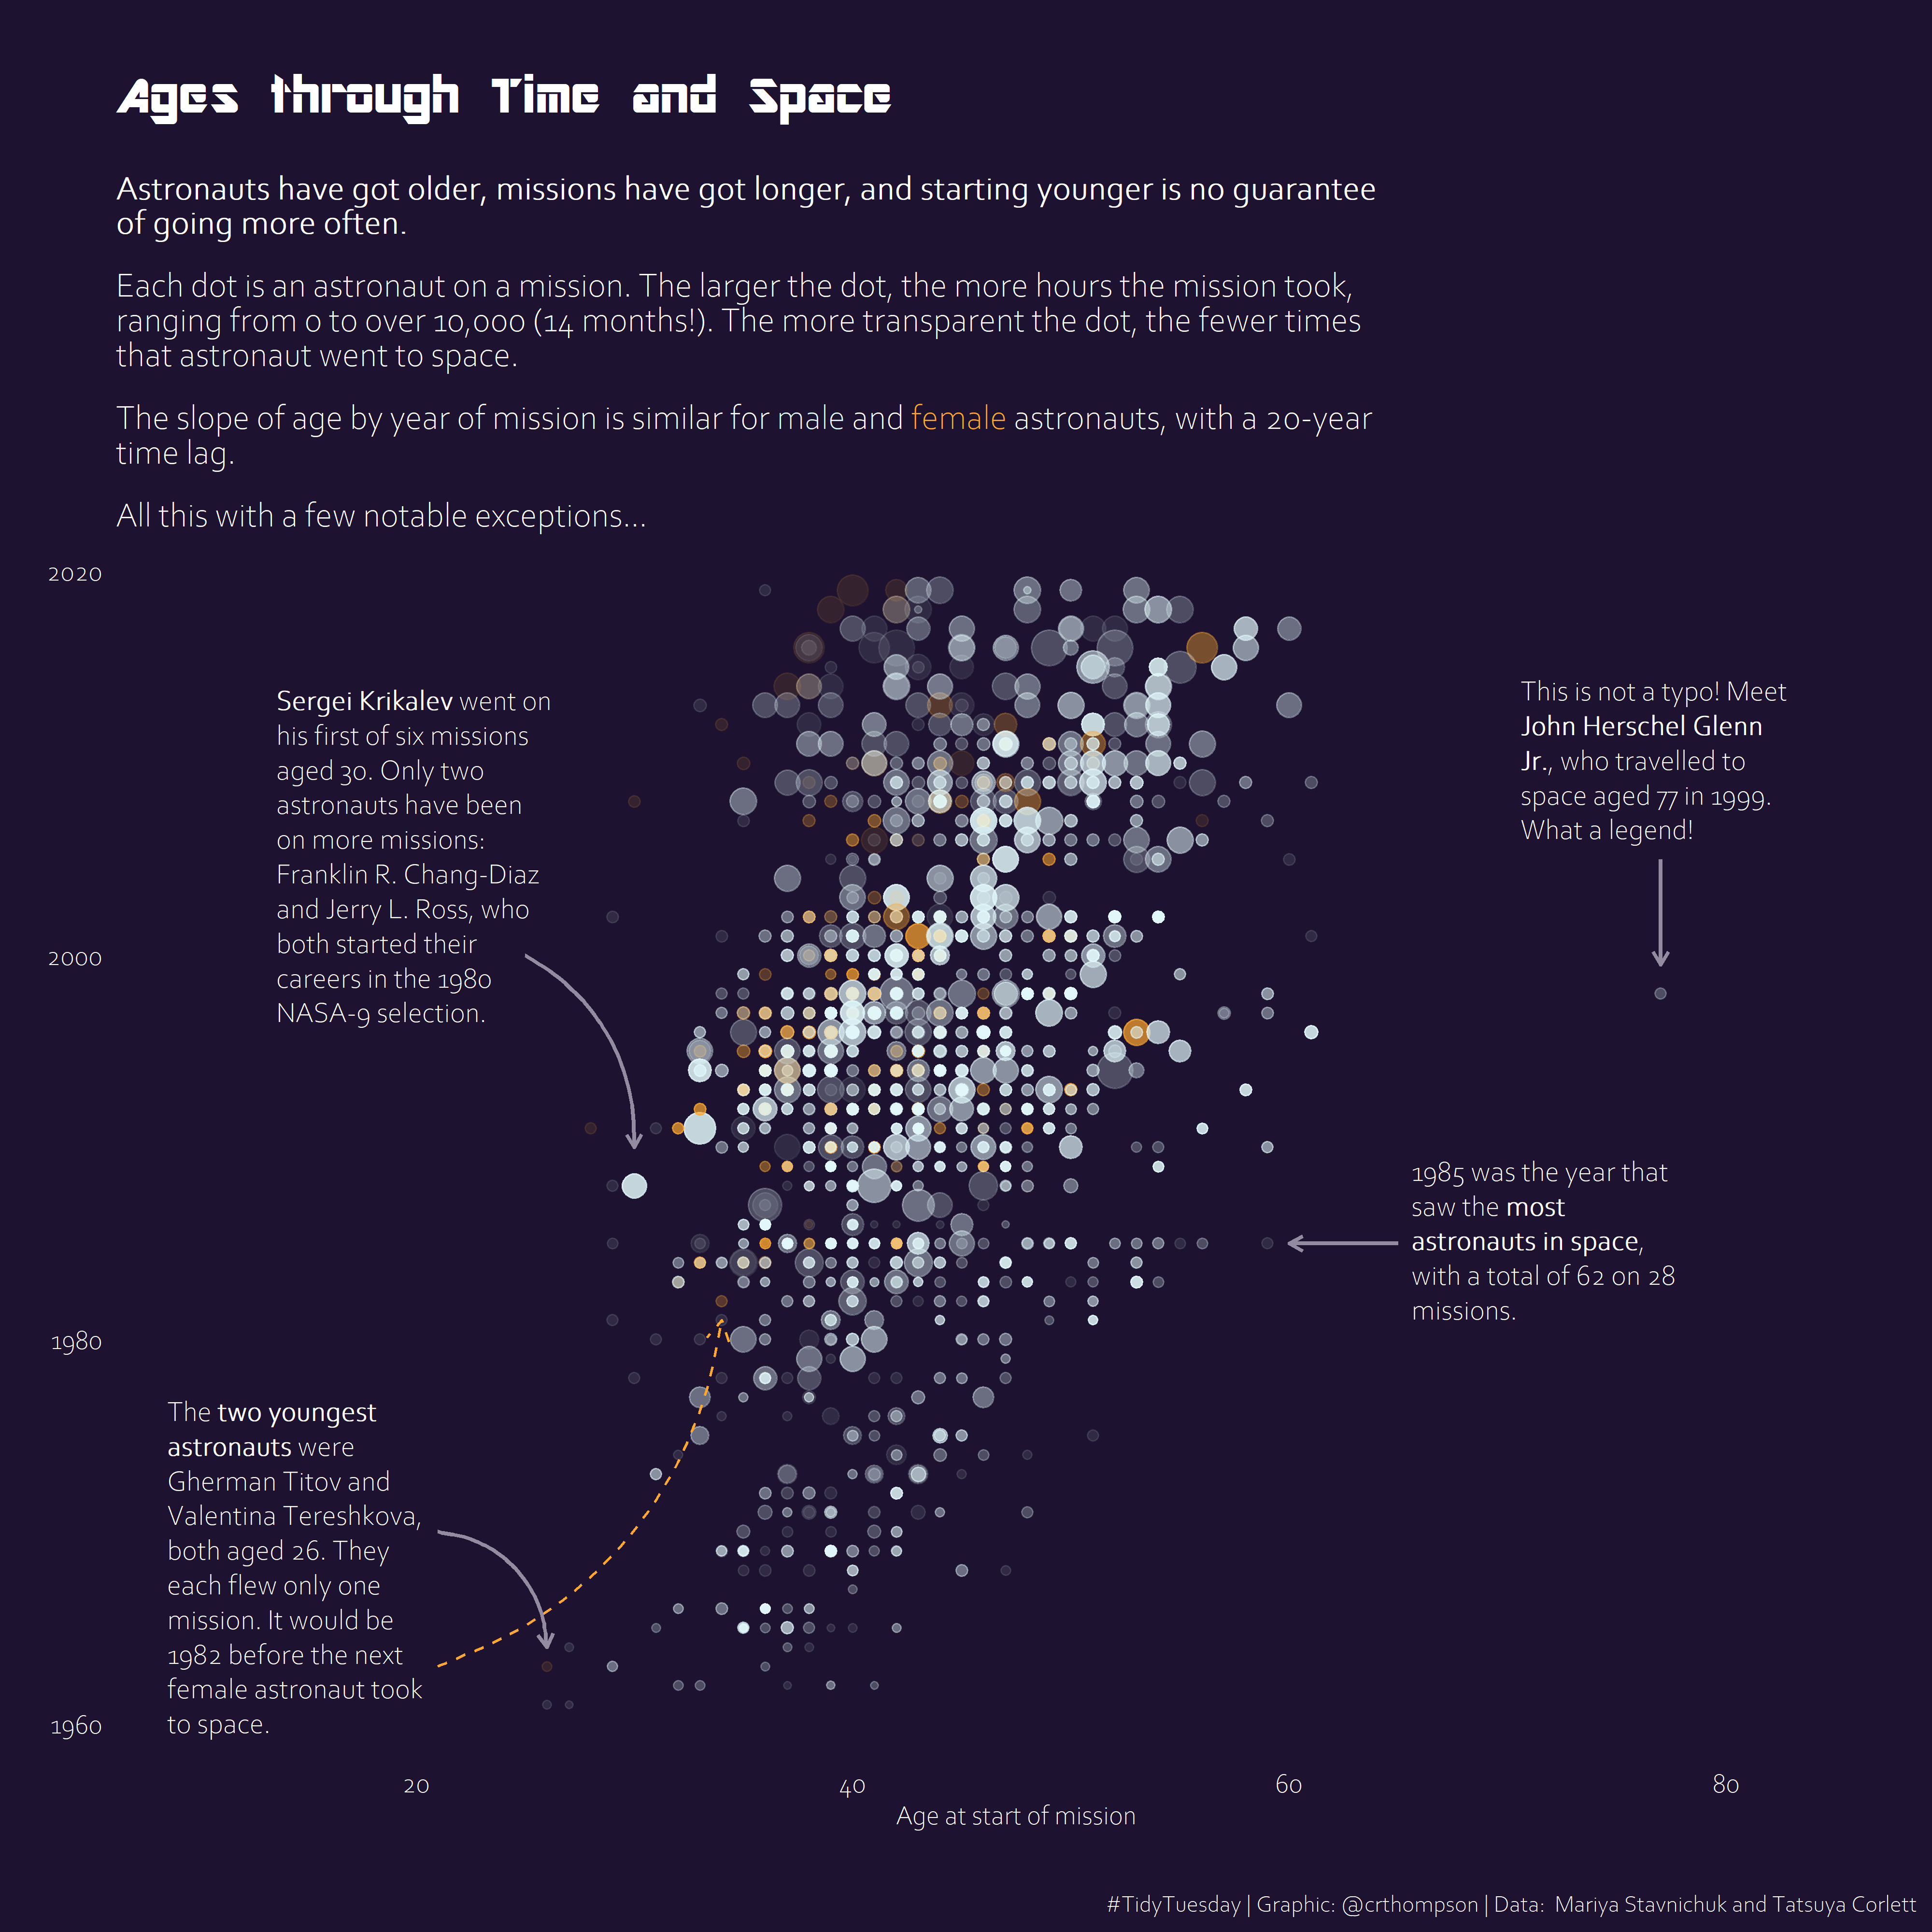 Ages through Time and Space
Astronauts have got older, missions have got longer, and starting younger is no guarantee
of going more often.
Each dot is an astronaut on a mission. The larger the dot, the more hours the mission took,
ranging from 0 to over 10,000 (14 months!). The more transparent the dot, the fewer times
that astronaut went to space.
The slope of age by year of mission is similar for male and female astronauts, with a 20-year
time lag.
All this with a few notable exceptions...
2020
Sergei Krikalev went on
his first of six missions
aged 30. Only two
astronauts have been
on more missions:
Franklin R. Chang-Diaz
and Jerry L. Ross, who
both started their
careers in the 1980
NASA-9 selection.
This is not a typo! Meet
John Herschel Glenn
Jr., who travelled to
space aged 77 in 1999.
What a legend!
2000
1985 was the year that
saw the most
astronauts in space,
with a total of 62 on 28
missions.
1980
The two youngest
astronauts were
Gherman Titov and
Valentina Tereshkova,
both aged 26. They
each flew only one
mission. It would be
1982 before the next
female astronaut took
to space.
1960
20
40
60
80
Age at start of mission
#TidyTuesday | Graphic: @crthompson | Data:  Mariya Stavnichuk and Tatsuya Corlett